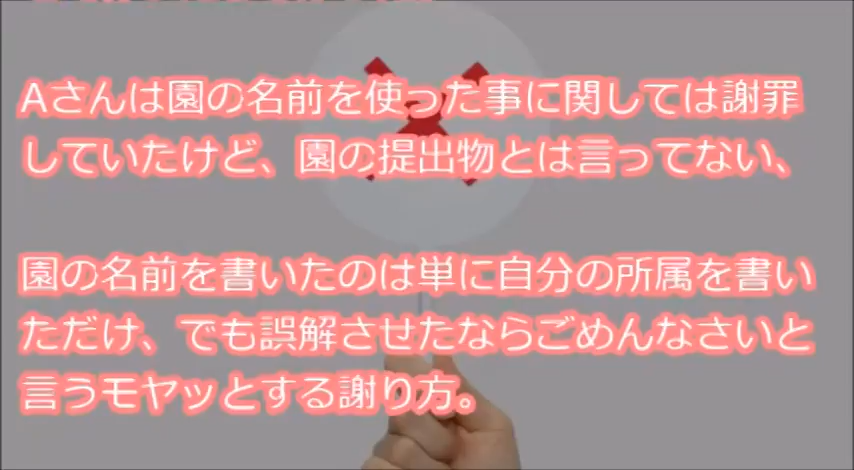 Aさんは園の名前を使った事に関しては謝罪
していたけど、園の提出物とは言ってない、
園の名前を書いたのは単に自分の所属を書い
ただけ、でも誤解させたならごめんなさいと
言うモヤッとする謝り方。